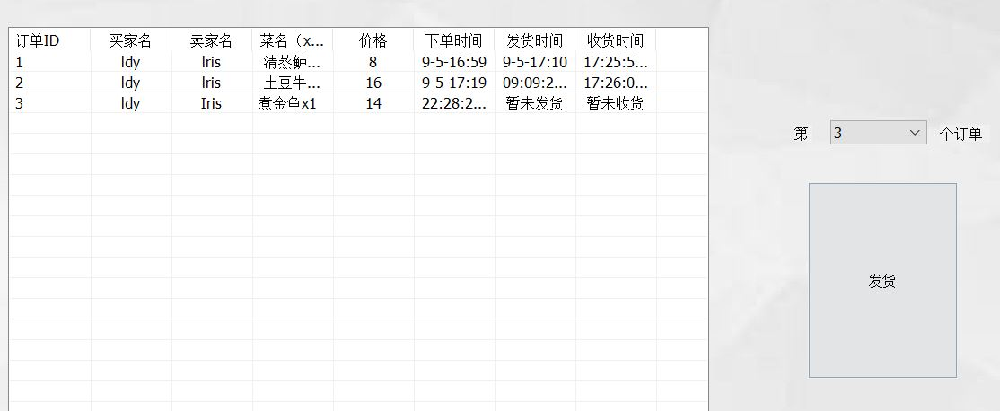 订单ID 买家名 卖家名 菜名（x... 价格 下单时间 发货时间 收货时间
1 ldy lris 清蒸鲈... 8 9-5-16:59 9-5-17:10 17:25:5...
2 ldy lris 土豆牛... 16 9-5-17:19 09:09:2... 17:26:0...
3 ldy Iris 煮金鱼x1 14 22:28:2... 暂未发货 暂未收货
第 3 个订单
发货